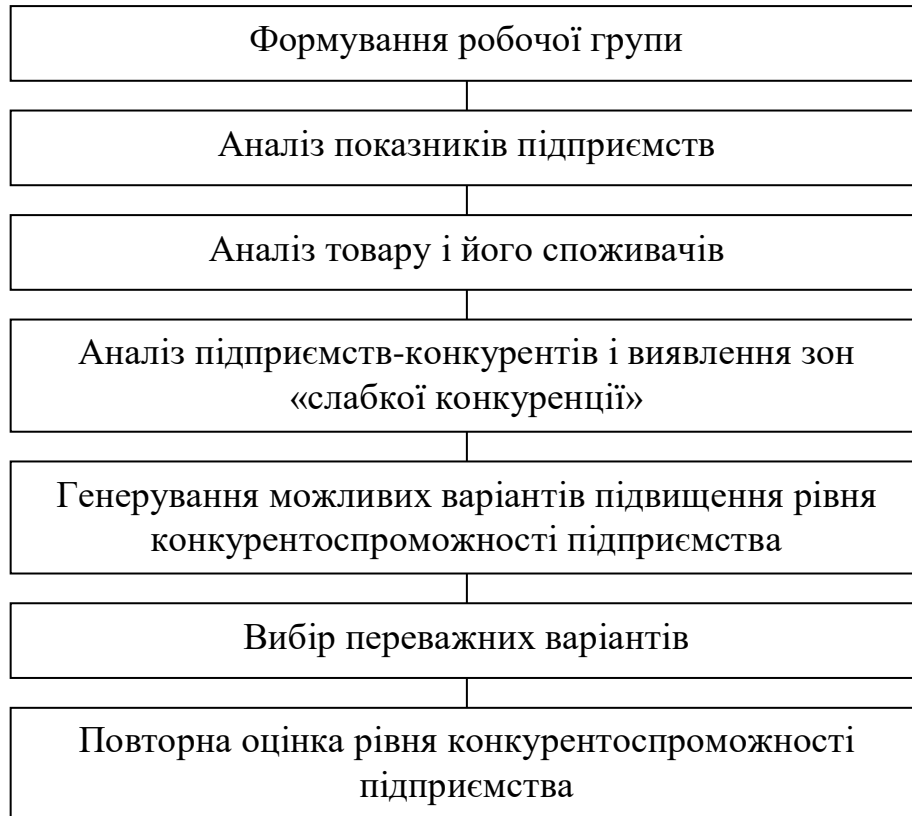 Формування робочої групи
Аналіз показників підприємств
Аналіз товару і його споживачів
Аналіз підприємств-конкурентів і виявлення зон
«слабкої конкуренції»
Генерування можливих варіантів підвищення рівня
конкурентоспроможності підприємства
Вибір переважних варіантів
Повторна оцінка рівня конкурентоспроможності
підприємства